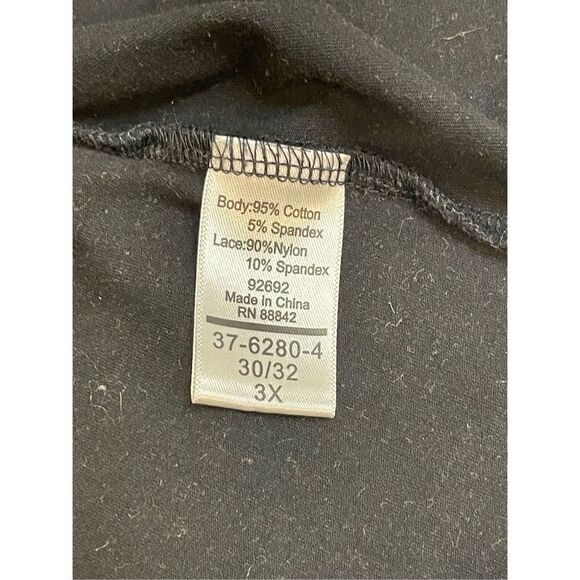 Body:95% Cotton
5% Spandex
Lace:90%Nylon
10% Spandex
92692
Made in China
RN 88842
37-6280-4
30/32
3X